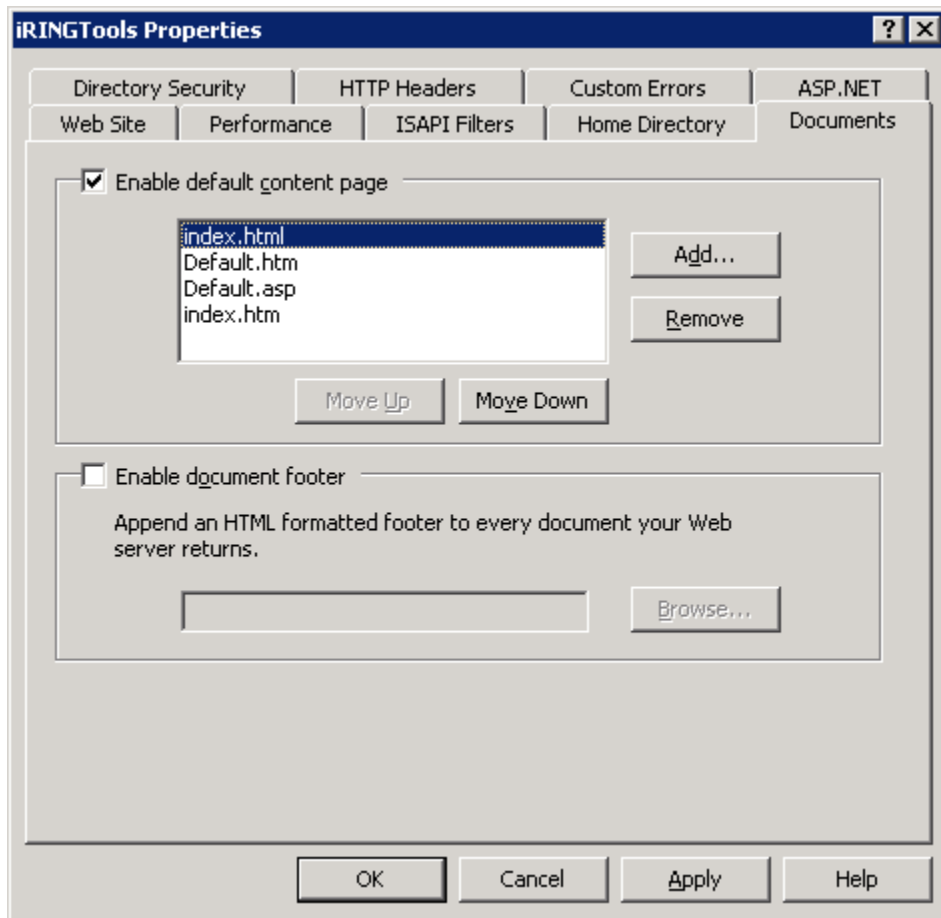 iRINGTools Properties
Directory Security HTTP Headers Custom Errors ASP.NET
Web Site Performance ISAPI Filters Home Directory Documents
Enable default content page
index.html
Default.htm
Default.asp
index.htm
Add...
Remove
Move Up Move Down
Enable document footer
Append an HTML formatted footer to every document your Web
server returns.
Browse...
OK Cancel Apply Help